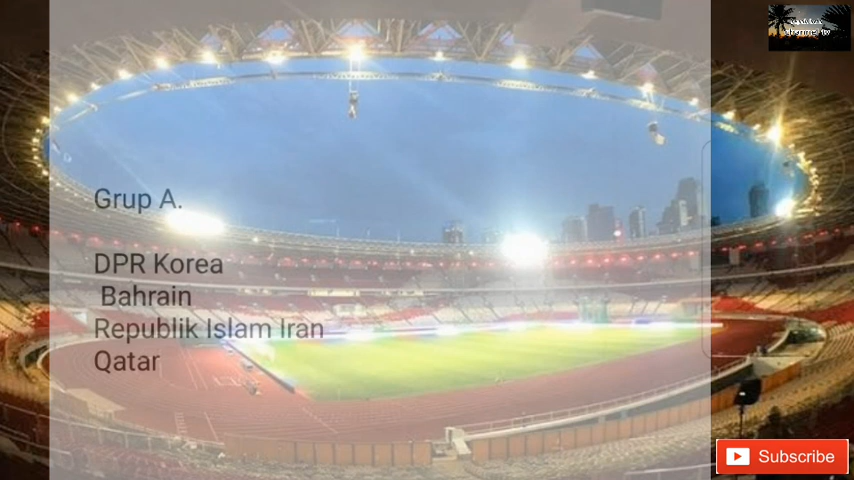 Grup A.
DPR Korea
Bahrain
Republik Islam Iran
Qatar
Subscribe